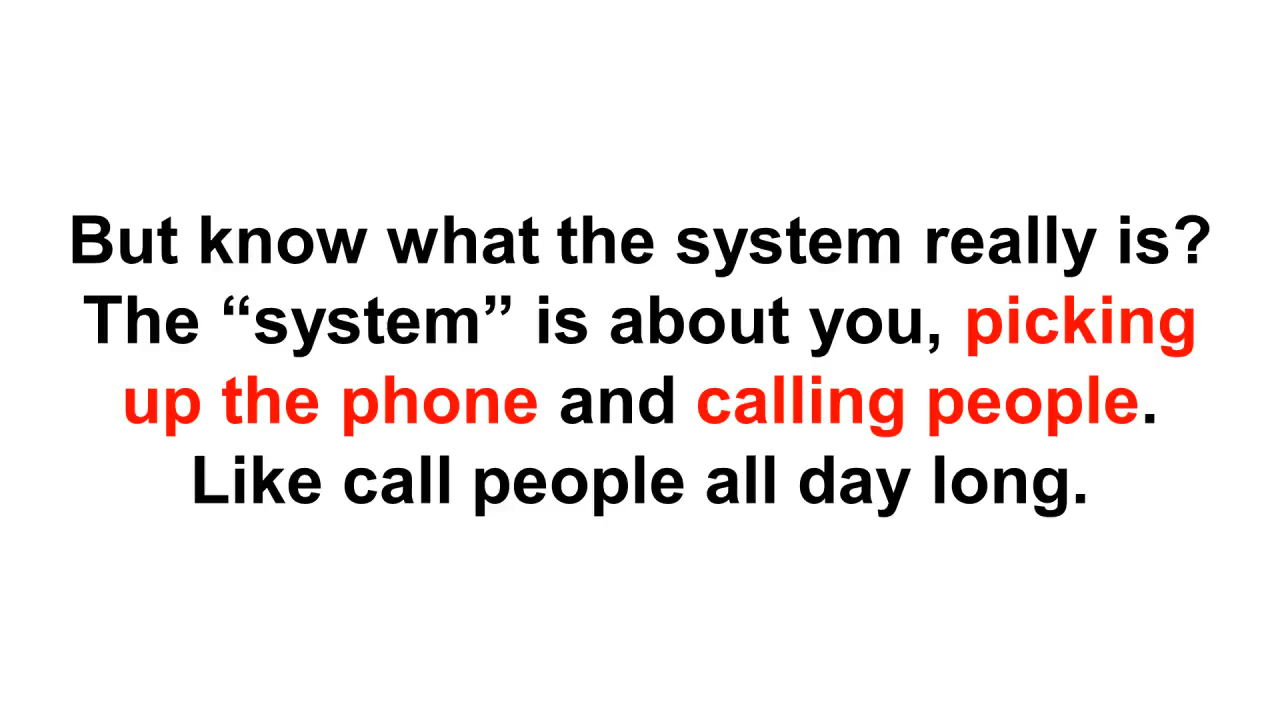 But know what the system really is?
The “system” is about you, picking
up the phone and calling people.
Like call people all day long.